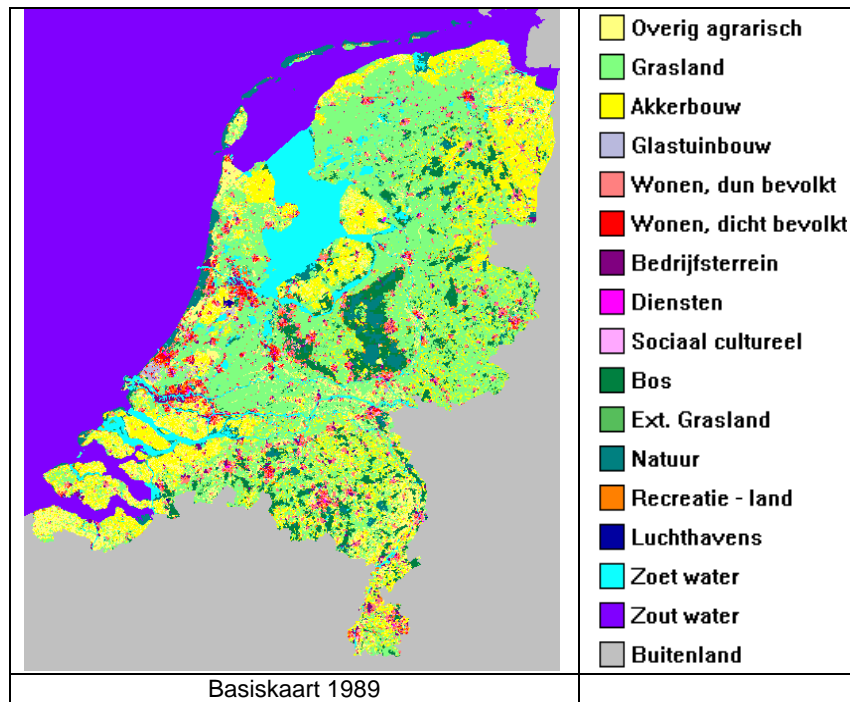 Overig agrarisch
Grasland
Akkerbouw
Glastuinbouw
Wonen, dun bevolkt
Wonen, dicht bevolkt
Bedrijfsterrein
Diensten
Sociaal cultureel
Bos
Ext. Grasland
Natuur
Recreatie - land
Luchthavens
Zoet water
Zout water
Buitenland
Basiskaart 1989